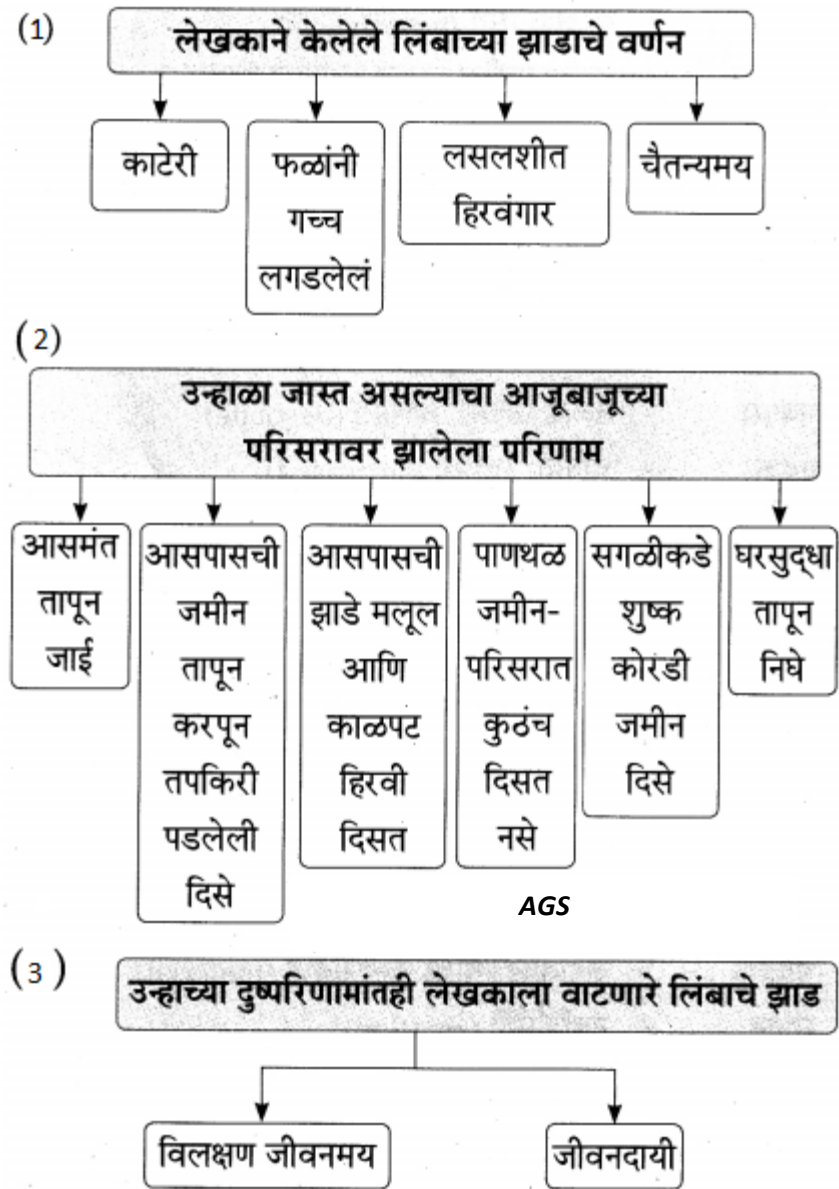 (1)
लेखकाने केलेले लिंबाच्या झाडाचे वर्णन
काटेरी
फळांनी
गच्च
लगडलेलं
लसलशीत
हिरवंगार
चैतन्यमय
(2)
उन्हाळा जास्त असल्याचा आजूबाजूच्या
परिसरावर झालेला परिणाम
आसमंत
तापून
जाई
आसपासची
जमीन
तापून
करपून
तपकिरी
पडलेली
दिसे
आसपासची
झाडे मलूल
आणि
काळपट
हिरवी
दिसत
पाणथळ
जमीन-
परिसरात
कुठंच
दिसत
नसे
सगळीकडे
शुष्क
कोरडी
जमीन
दिसे
घरसुद्धा
तापून
निघे
AGS
(3)
उन्हाच्या दुष्परिणामांतही लेखकाला वाटणारे लिंबाचे झाड
विलक्षण जीवनमय
जीवनदायी